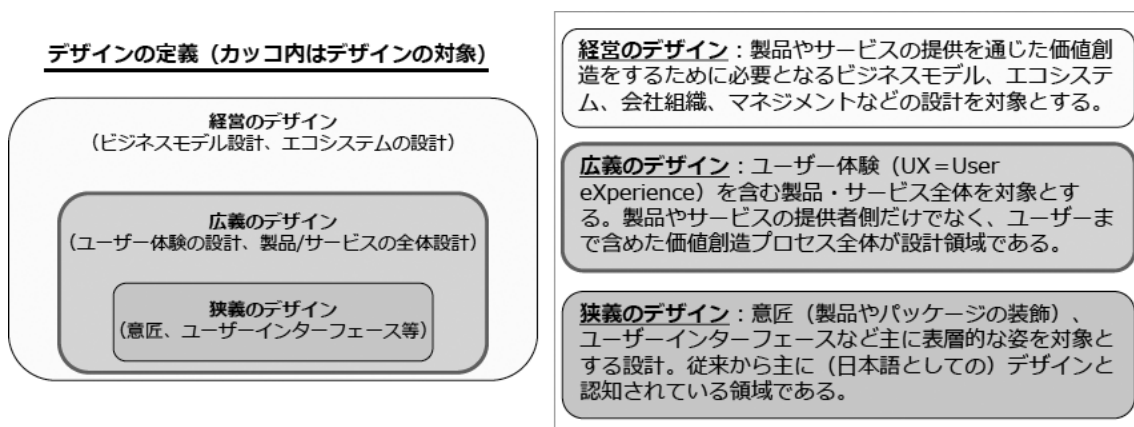 デザインの定義（カッコ内はデザインの対象）
経営のデザイン
（ビジネスモデル設計、エコシステムの設計）
広義のデザイン
（ユーザー体験の設計、製品/サービスの全体設計）
狭義のデザイン
（意匠、ユーザーインターフェース等）
経営のデザイン：製品やサービスの提供を通じた価値創
造をするために必要となるビジネスモデル、エコシステ
ム、会社組織、マネジメントなどの設計を対象とする。
広義のデザイン：ユーザー体験（UX＝User
eXperience）を含む製品・サービス全体を対象とす
る。製品やサービスの提供者側だけでなく、ユーザーま
で含めた価値創造プロセス全体が設計領域である。
狭義のデザイン：意匠（製品やパッケージの装飾）、
ユーザーインターフェースなど主に表層的な姿を対象と
する設計。従来から主に（日本語としての）デザインと
認知されている領域である。